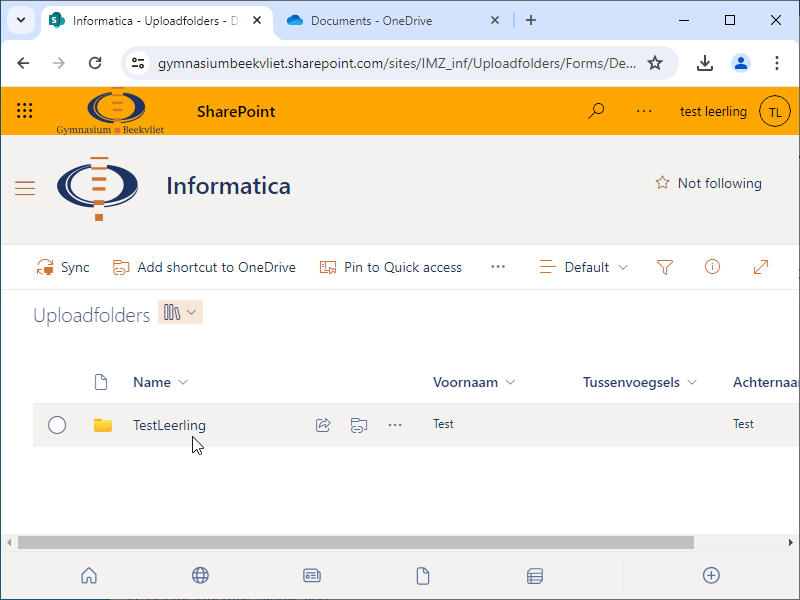 Informatica - Uploadfolders - D
Documents - OneDrive
gymnasiumbeekvliet.sharepoint.com/sites/IMZ_inf/Uploadfolders/Forms/De...
Gymnasium Beekvliet
SharePoint
test leerling
TL
Informatica
Not following
Sync
Add shortcut to OneDrive
Pin to Quick access
Default
Uploadfolders
Name
Voornaam
Tussenvoegsels
Achternaa
TestLeerling
Test
Test